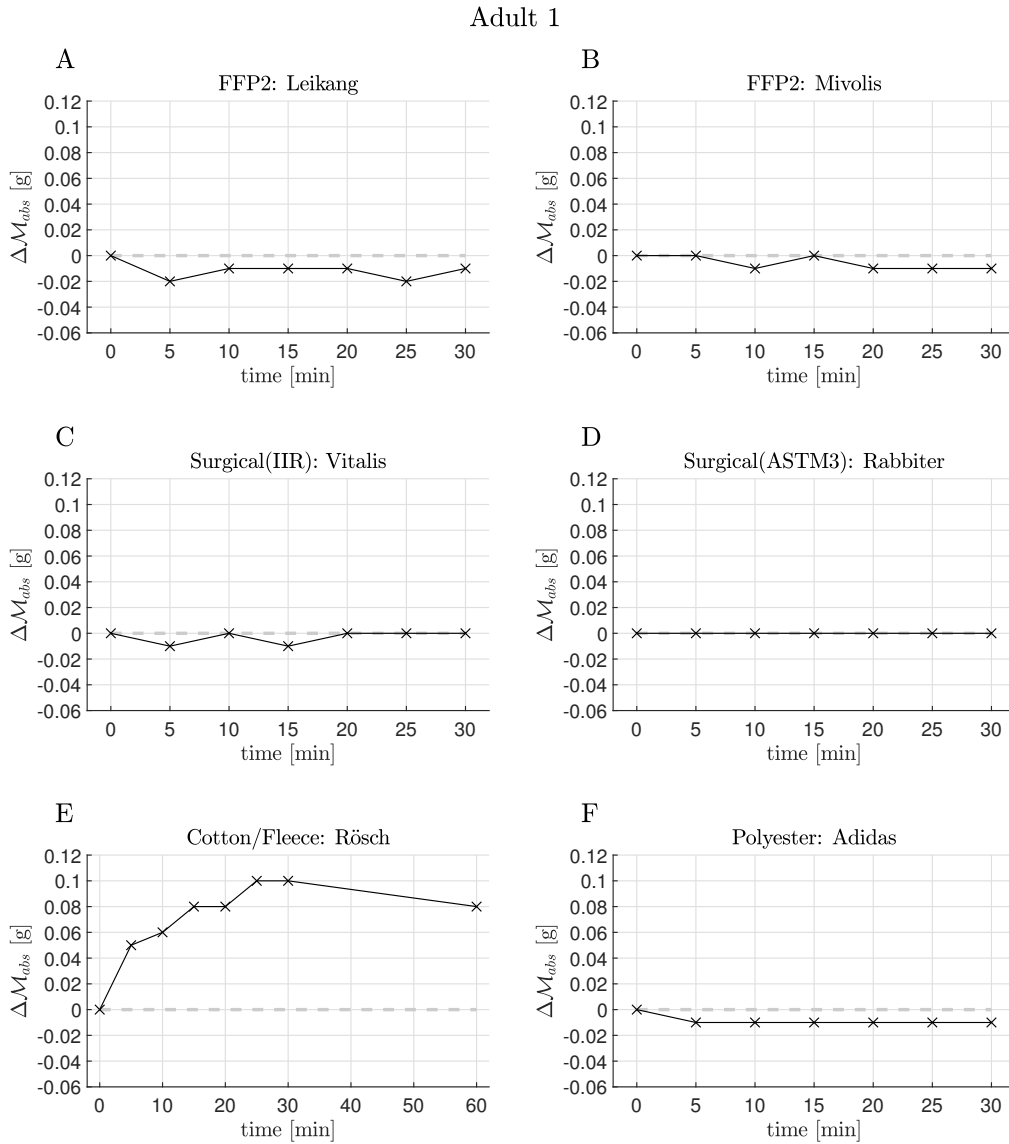 Adult 1
A
FFP2: Leikang
0.12
0.1
0.08
0.06
0.04
0.02
0
-0.02
-0.04
-0.06
ΔM_abs [g]
0 5 10 15 20 25 30
time [min]
B
FFP2: Mivolis
0.12
0.1
0.08
0.06
0.04
0.02
0
-0.02
-0.04
-0.06
ΔM_abs [g]
0 5 10 15 20 25 30
time [min]
C
Surgical(IIR): Vitalis
0.12
0.1
0.08
0.06
0.04
0.02
0
-0.02
-0.04
-0.06
ΔM_abs [g]
0 5 10 15 20 25 30
time [min]
D
Surgical(ASTM3): Rabbiter
0.12
0.1
0.08
0.06
0.04
0.02
0
-0.02
-0.04
-0.06
ΔM_abs [g]
0 5 10 15 20 25 30
time [min]
E
Cotton/Fleece: Rösch
0.12
0.1
0.08
0.06
0.04
0.02
0
-0.02
-0.04
-0.06
ΔM_abs [g]
0 10 20 30 40 50 60
time [min]
F
Polyester: Adidas
0.12
0.1
0.08
0.06
0.04
0.02
0
-0.02
-0.04
-0.06
ΔM_abs [g]
0 5 10 15 20 25 30
time [min]